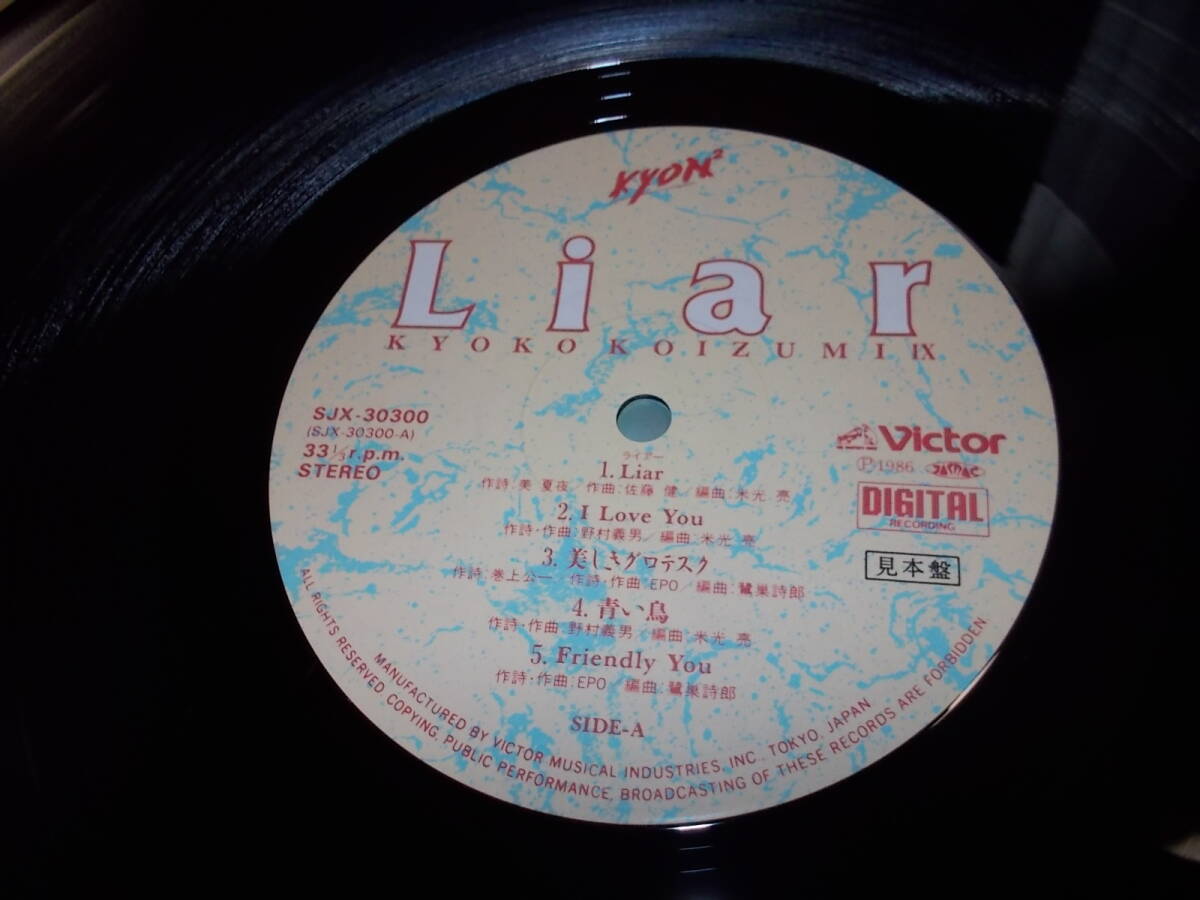 KYON²
Liar
KYOKO KOIZUMI IX
SJX-30300
(SJX-30300-A)
33 1/3 r.p.m.
STEREO
Victor
Ⓟ1986 JASRAC
DIGITAL
RECORDING
見本盤
ライアー
1. Liar
作詩:美 夏夜／作曲:佐藤 健／編曲:米光 亮
2. I Love You
作詩・作曲:野村義男／編曲:米光 亮
3. 美しきグロテスク
作詩:巻上公一 作詩・作曲:EPO／編曲:鷺巣詩郎
4. 青い鳥
作詩・作曲:野村義男／編曲:米光 亮
5. Friendly You
作詩・作曲:EPO／編曲:鷺巣詩郎
SIDE-A
MANUFACTURED BY VICTOR MUSICAL INDUSTRIES, INC., TOKYO, JAPAN
ALL RIGHTS RESERVED. COPYING, PUBLIC PERFORMANCE, BROADCASTING OF THESE RECORDS ARE FORBIDDEN.